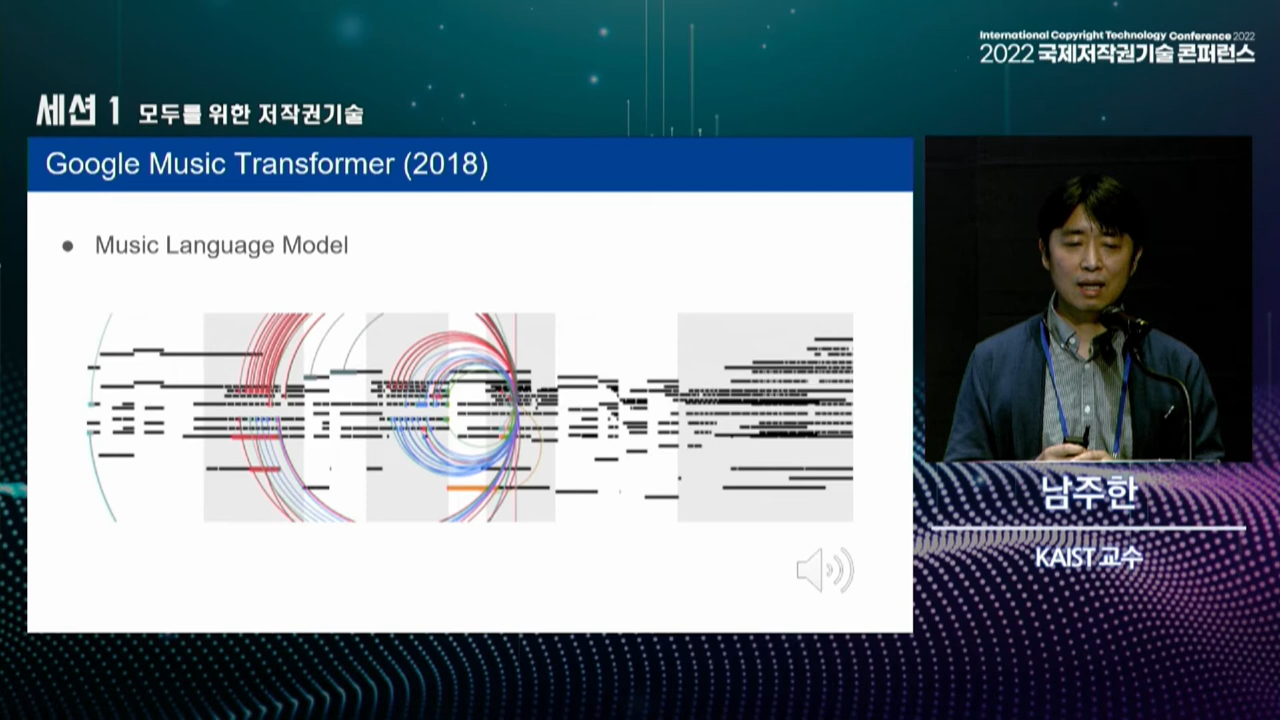 International Copyright Technology Conference 2022
2022 국제저작권기술 콘퍼런스
세션 1 모두를 위한 저작권기술
Google Music Transformer (2018)
● Music Language Model
남주한
KAIST 교수